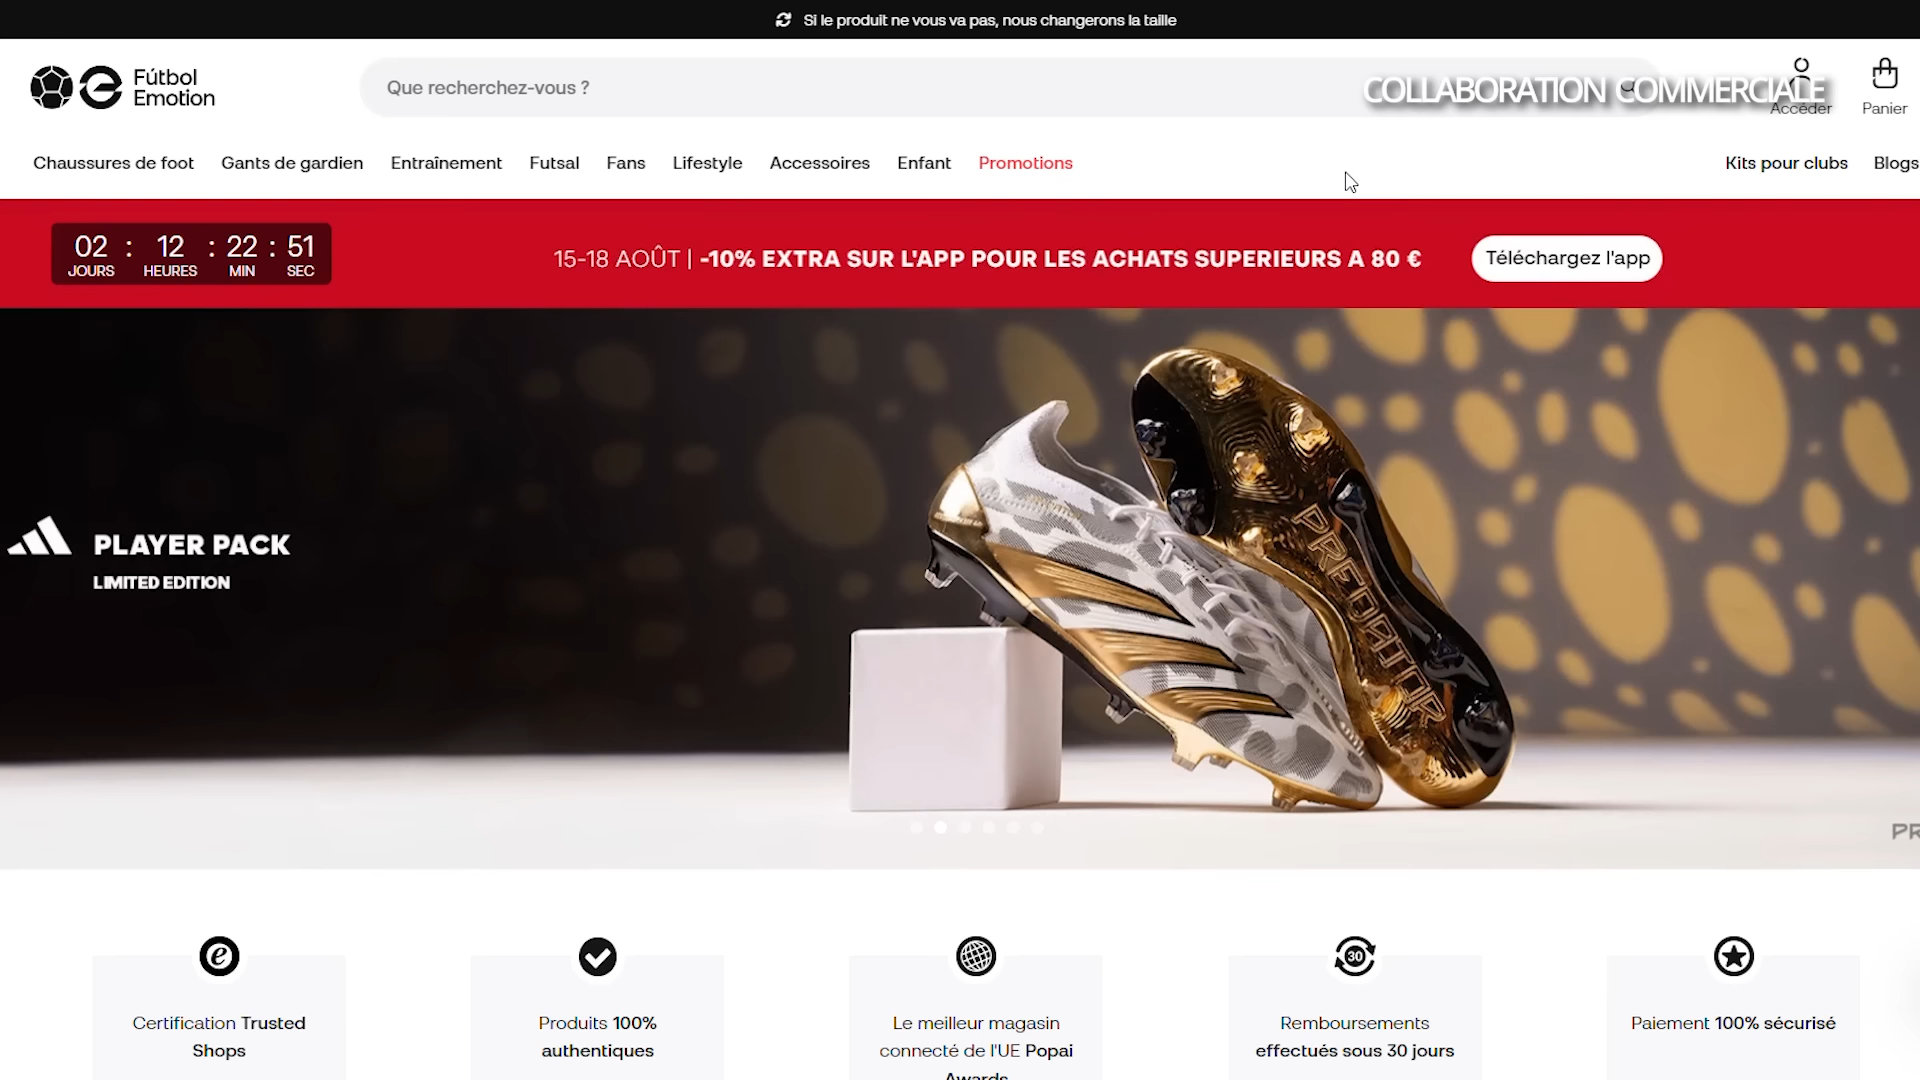 Si le produit ne vous va pas, nous changerons la taille
Fútbol
Emotion
Que recherchez-vous ?
COLLABORATION COMMERCIALE
Accéder
Panier
Chaussures de foot
Gants de gardien
Entraînement
Futsal
Fans
Lifestyle
Accessoires
Enfant
Promotions
Kits pour clubs
Blogs
02 : 12 : 22 : 51
JOURS HEURES MIN SEC
15-18 AOÛT | -10% EXTRA SUR L'APP POUR LES ACHATS SUPERIEURS A 80 €
Téléchargez l'app
PREDATOR
PLAYER PACK
LIMITED EDITION
PR
30
Certification Trusted
Shops
Produits 100%
authentiques
Le meilleur magasin
connecté de l'UE Popai
Awards
Remboursements
effectués sous 30 jours
Paiement 100% sécurisé